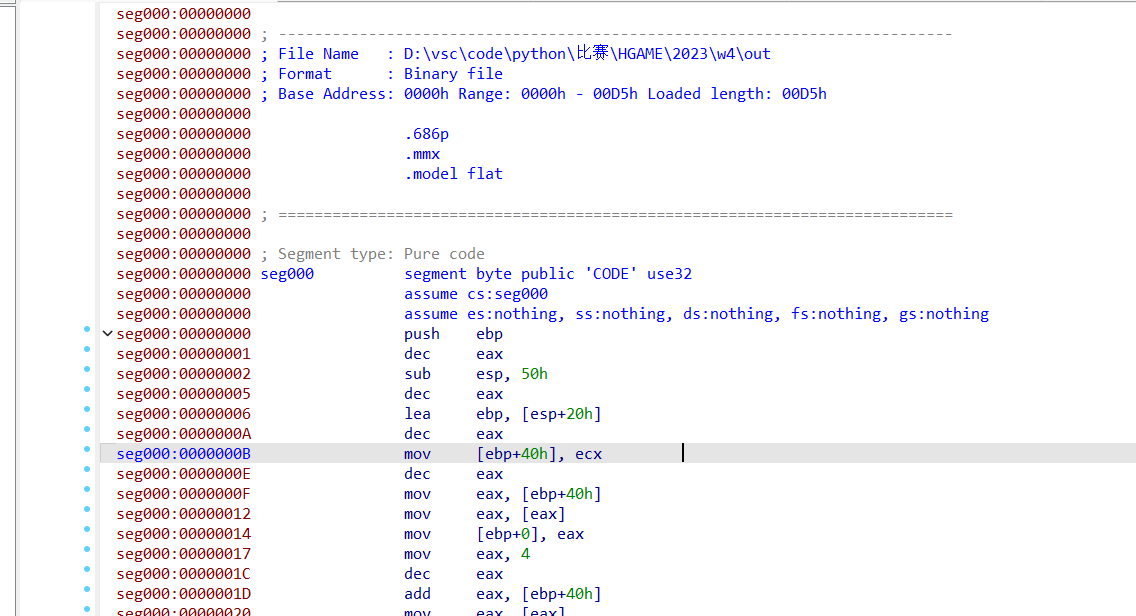 seg000:00000000
seg000:00000000 ; ---------------------------------------------------------------------------
seg000:00000000 ; File Name   : D:\vsc\code\python\比赛\HGAME\2023\w4\out
seg000:00000000 ; Format      : Binary file
seg000:00000000 ; Base Address: 0000h Range: 0000h - 00D5h Loaded length: 00D5h
seg000:00000000
seg000:00000000                 .686p
seg000:00000000                 .mmx
seg000:00000000                 .model flat
seg000:00000000
seg000:00000000 ; ===========================================================================
seg000:00000000
seg000:00000000 ; Segment type: Pure code
seg000:00000000 seg000          segment byte public 'CODE' use32
seg000:00000000                 assume cs:seg000
seg000:00000000                 assume es:nothing, ss:nothing, ds:nothing, fs:nothing, gs:nothing
seg000:00000000                 push    ebp
seg000:00000001                 dec     eax
seg000:00000002                 sub     esp, 50h
seg000:00000005                 dec     eax
seg000:00000006                 lea     ebp, [esp+20h]
seg000:0000000A                 dec     eax
seg000:0000000B                 mov     [ebp+40h], ecx
seg000:0000000E                 dec     eax
seg000:0000000F                 mov     eax, [ebp+40h]
seg000:00000012                 mov     eax, [eax]
seg000:00000014                 mov     [ebp+0], eax
seg000:00000017                 mov     eax, 4
seg000:0000001C                 dec     eax
seg000:0000001D                 add     eax, [ebp+40h]
seg000:00000020                 mov     eax, [eax]